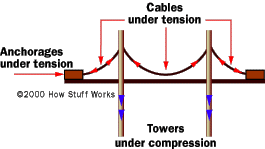 Cables
under tension
Anchorages
under tension
©2000 How Stuff Works
Towers
under compression